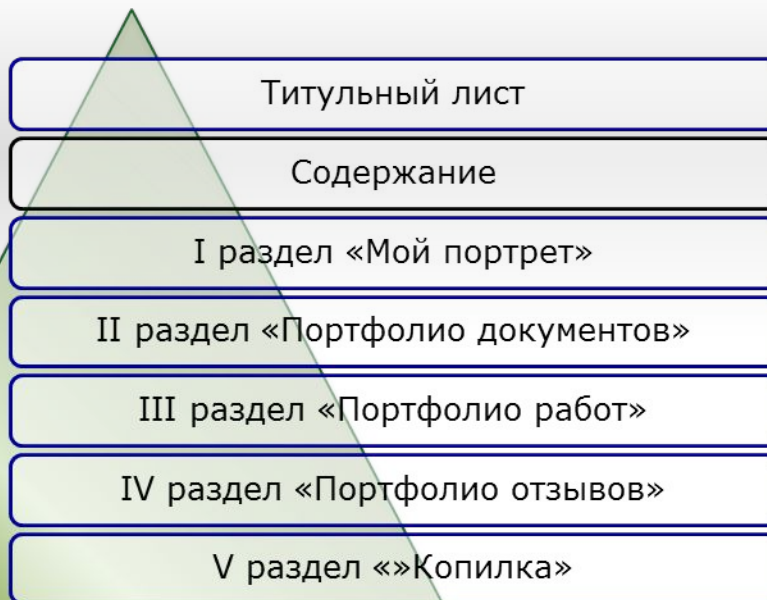 Титульный лист
Содержание
I раздел «Мой портрет»
II раздел «Портфолио документов»
III раздел «Портфолио работ»
IV раздел «Портфолио отзывов»
V раздел «»Копилка»